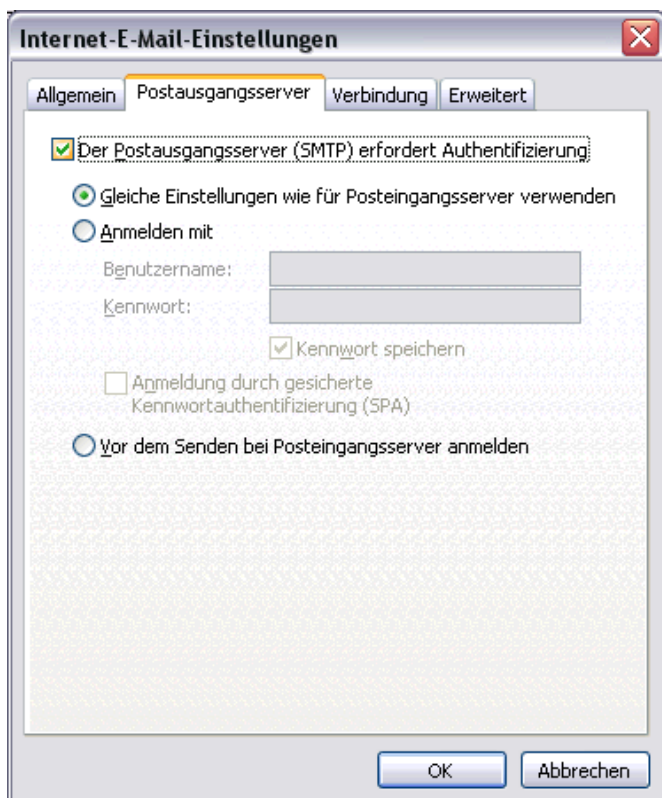 Internet-E-Mail-Einstellungen
Allgemein Postausgangsserver Verbindung Erweitert
Der Postausgangsserver (SMTP) erfordert Authentifizierung
Gleiche Einstellungen wie für Posteingangsserver verwenden
Anmelden mit
Benutzername:
Kennwort:
Kennwort speichern
Anmeldung durch gesicherte
Kennwortauthentifizierung (SPA)
Vor dem Senden bei Posteingangsserver anmelden
OK Abbrechen